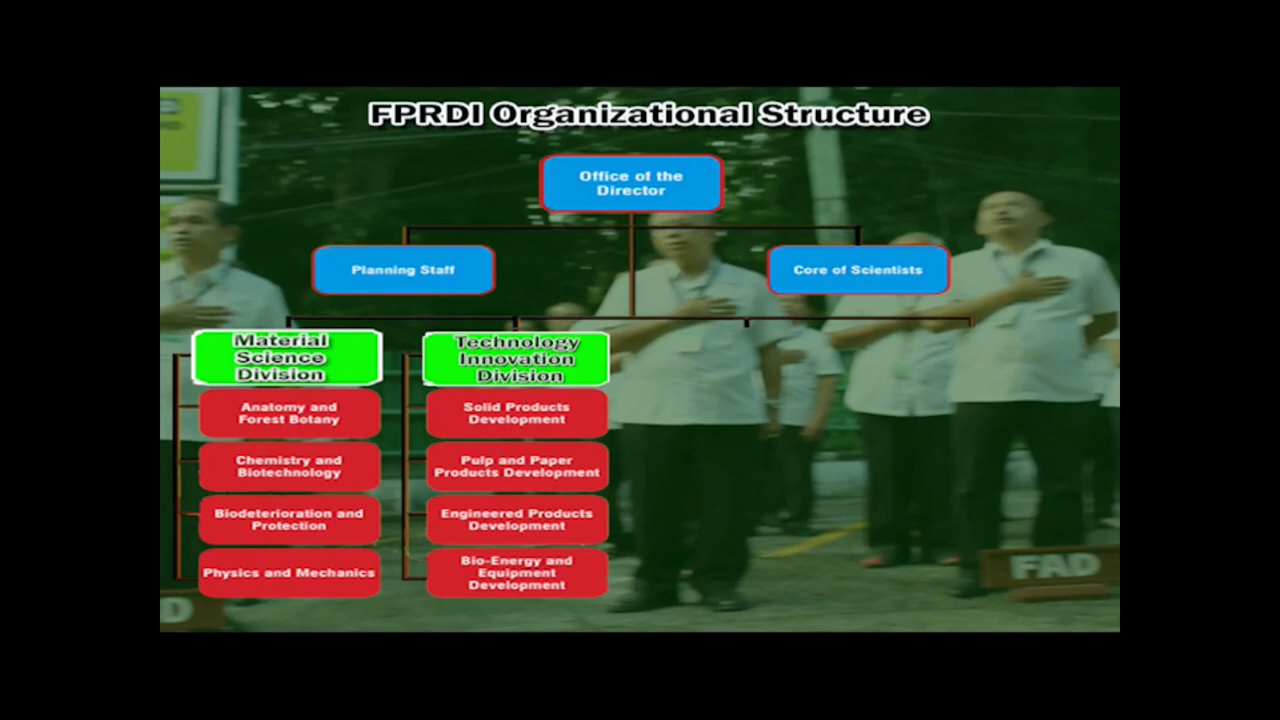 FPRDI Organizational Structure
Office of the
Director
Planning Staff
Core of Scientists
Material
Science
Division
Technology
Innovation
Division
Anatomy and
Forest Botany
Solid Products
Development
Chemistry and
Biotechnology
Pulp and Paper
Products Development
Biodeterioration and
Protection
Engineered Products
Development
Physics and Mechanics
Bio-Energy and
Equipment
Development
FAD
D